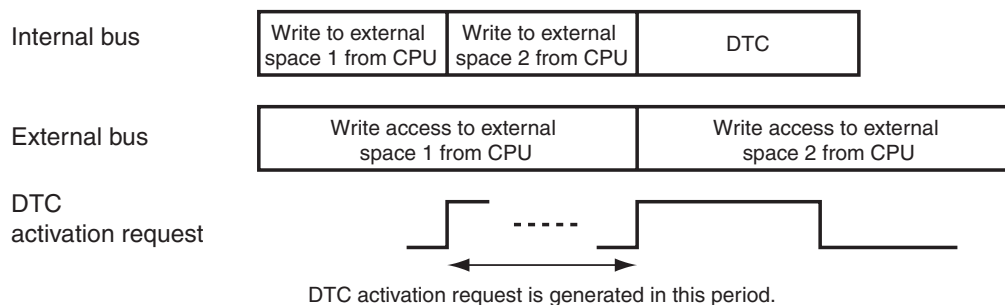 Internal bus
Write to external
space 1 from CPU
Write to external
space 2 from CPU
DTC
External bus
Write access to external
space 1 from CPU
Write access to external
space 2 from CPU
DTC
activation request
DTC activation request is generated in this period.